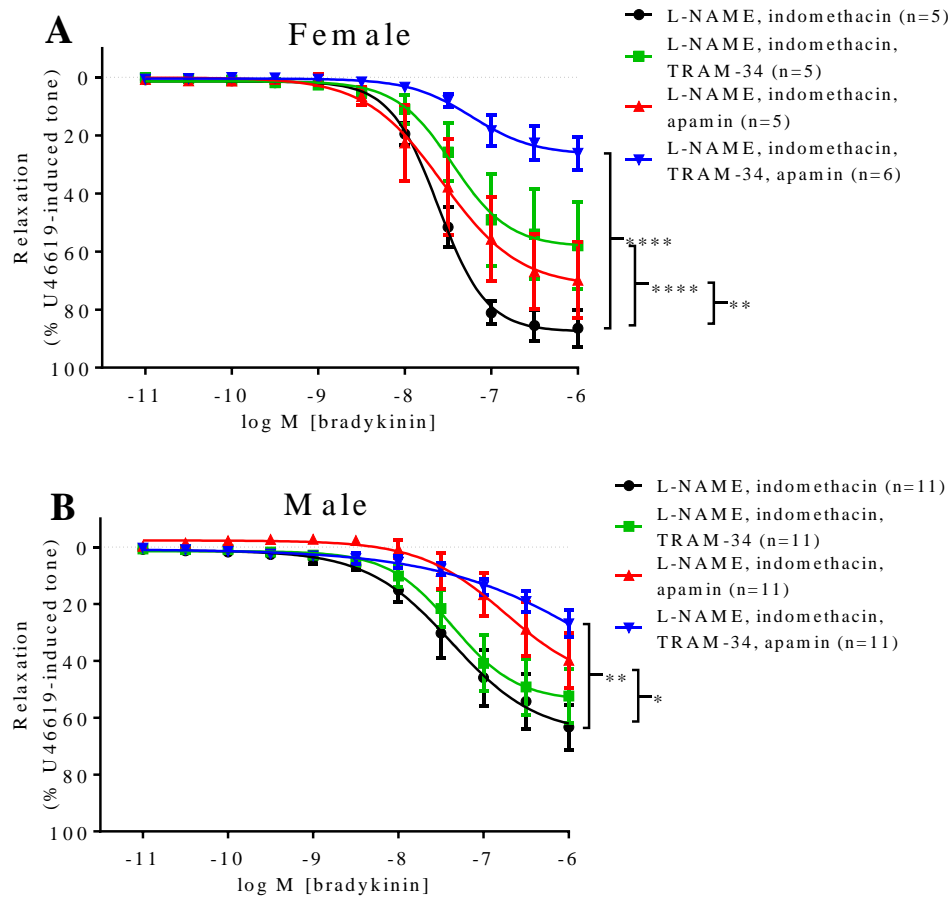 A
Female
L-NAME, indomethacin (n=5)
L-NAME, indomethacin,
TRAM-34 (n=5)
L-NAME, indomethacin,
apamin (n=5)
L-NAME, indomethacin,
TRAM-34, apamin (n=6)
Relaxation
(% U46619-induced tone)
0
20
40
60
80
100
****
****
**
-11
-10
-9
-8
-7
-6
log M [bradykinin]
B
Male
L-NAME, indomethacin (n=11)
L-NAME, indomethacin,
TRAM-34 (n=11)
L-NAME, indomethacin,
apamin (n=11)
L-NAME, indomethacin,
TRAM-34, apamin (n=11)
Relaxation
(% U46619-induced tone)
0
20
40
60
80
100
**
*
-11
-10
-9
-8
-7
-6
log M [bradykinin]